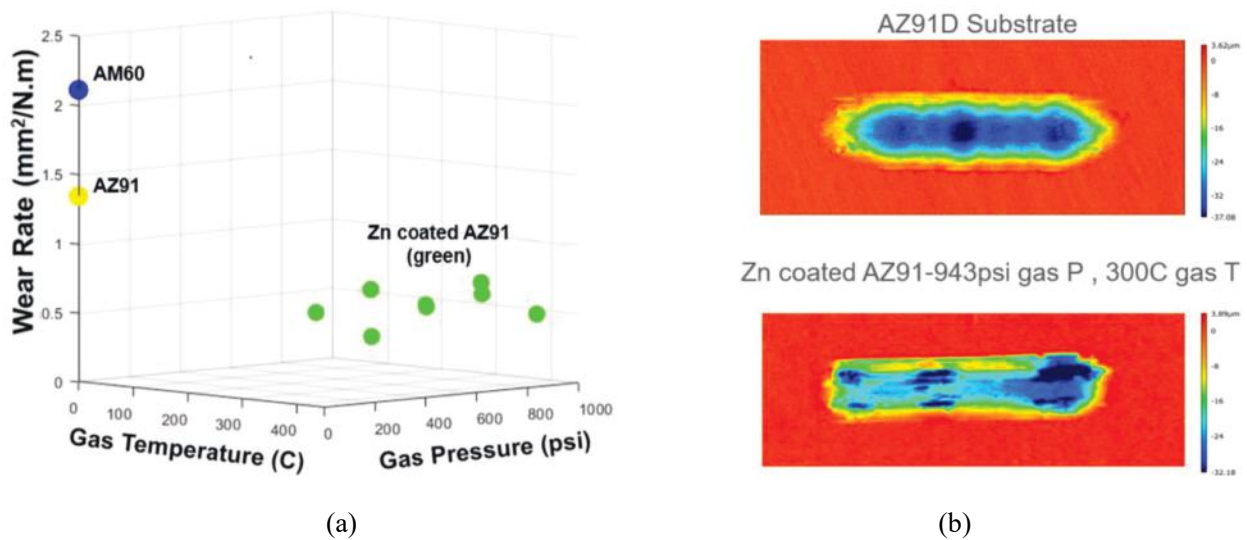 2.5
2
1.5
1
0.5
0
Wear Rate (mm²/N.m)
AM60
AZ91
Zn coated AZ91
(green)
0
100
200
300
400
Gas Temperature (C)
0
200
400
600
800
1000
Gas Pressure (psi)
(a)
AZ91D Substrate
3.62µm
0
-8
-16
-24
-32
-37.08
Zn coated AZ91-943psi gas P , 300C gas T
3.89µm
0
-8
-16
-24
-32.18
(b)